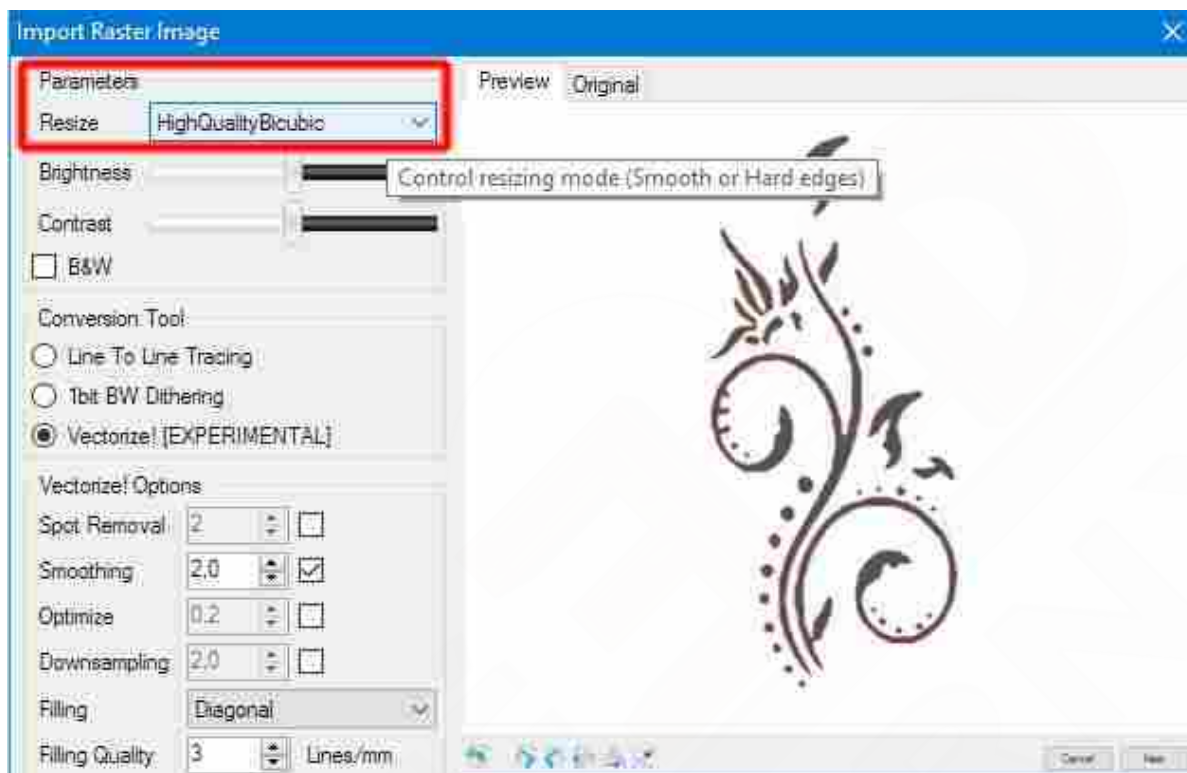 Import Raster Image
Parameters
Preview Original
Resize HighQualityBicubic
Brightness
Control resizing mode (Smooth or Hard edges)
Contrast
B&W
Conversion Tool
Line To Line Tracing
1bit BW Dithering
Vectorize! [EXPERIMENTAL]
Vectorize! Options
Spot Removal 2
Smoothing 2.0
Optimize 0.2
Downsampling 2.0
Filling Diagonal
Filling Quality 3 Lines/mm
Cancel